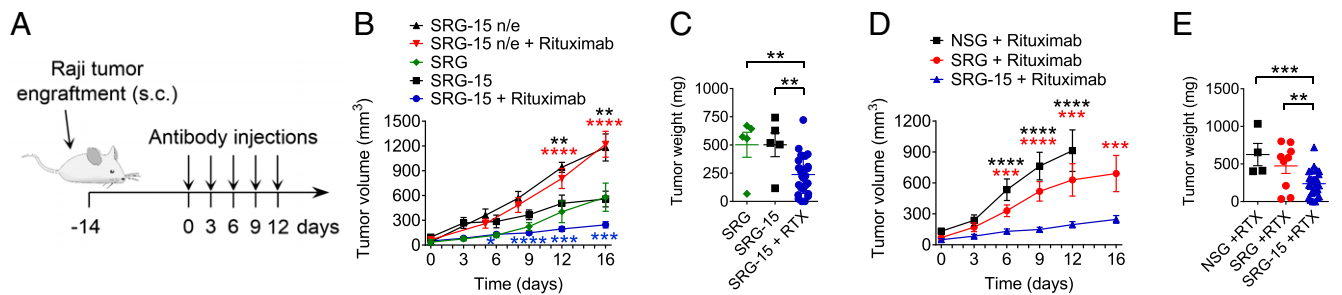 A
Raji tumor
engraftment (s.c.)
Antibody injections
-14
0 3 6 9 12 days
B
SRG-15 n/e
SRG-15 n/e + Rituximab
SRG
SRG-15
SRG-15 + Rituximab
Tumor volume (mm³)
1500
1200
900
600
300
0
**
****
**
****
*
****
***
***
0 3 6 9 12 16
Time (days)
C
**
**
Tumor weight (mg)
1000
750
500
250
0
SRG
SRG-15
SRG-15 + RTX
D
NSG + Rituximab
SRG + Rituximab
SRG-15 + Rituximab
Tumor volume (mm³)
1200
900
600
300
0
****
***
****
***
****
***
***
0 3 6 9 12 16
Time (days)
E
***
**
Tumor weight (mg)
1500
1000
500
0
NSG +RTX
SRG +RTX
SRG-15 +RTX